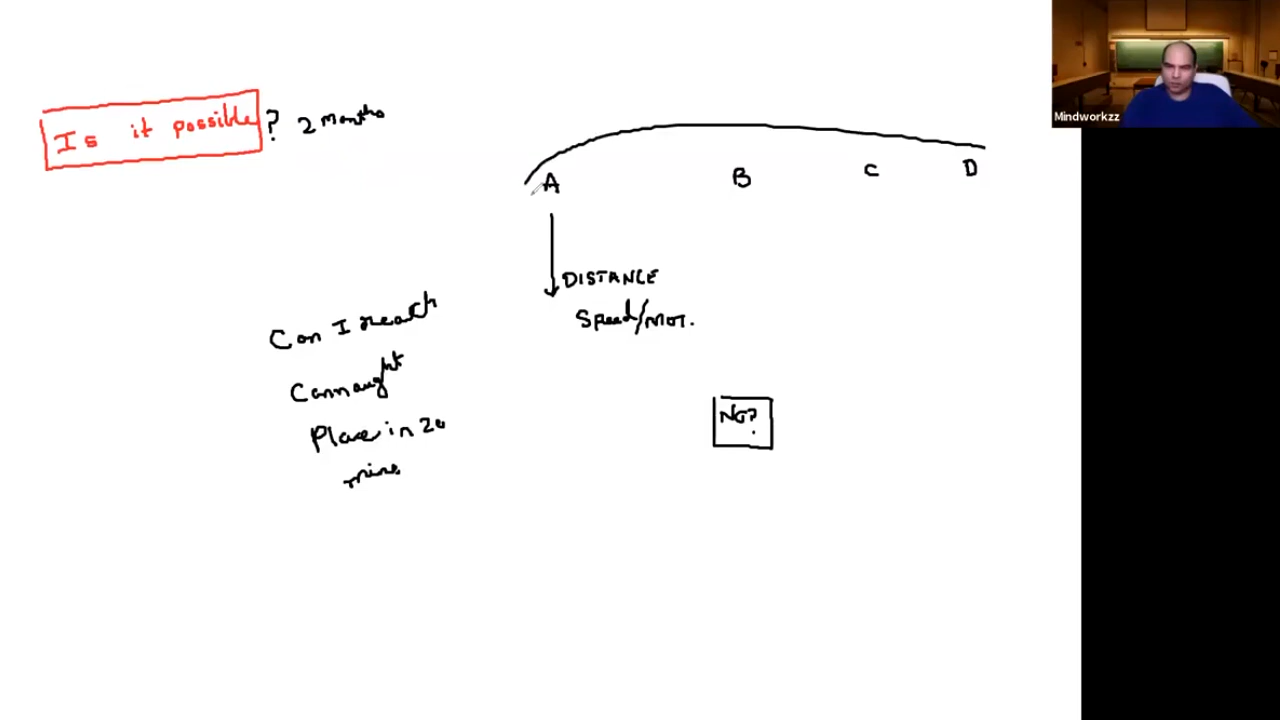 Is it possible ? 2 months
Mindworkzz
A B C D
DISTANCE
Speed/MOT.
Can I reach
Connaught
Place in 20
mins
NO?